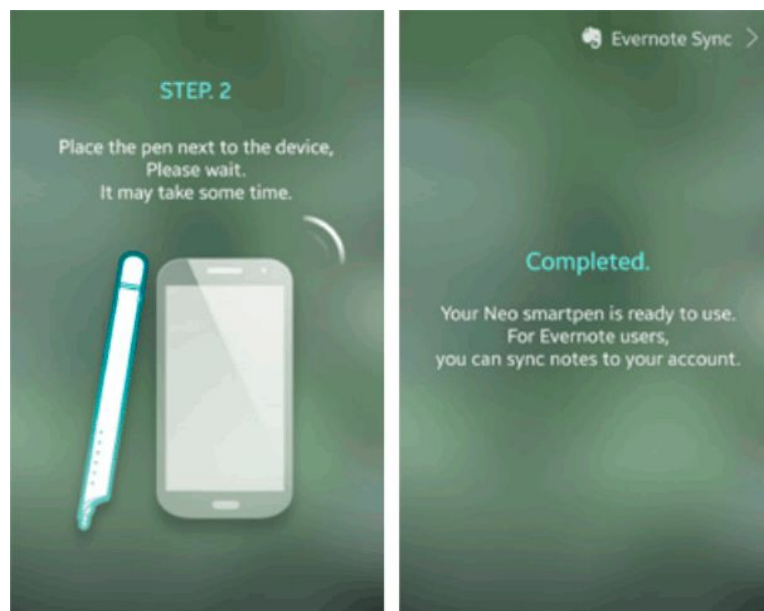 STEP. 2
Place the pen next to the device,
Please wait.
It may take some time.
Evernote Sync >
Completed.
Your Neo smartpen is ready to use.
For Evernote users,
you can sync notes to your account.